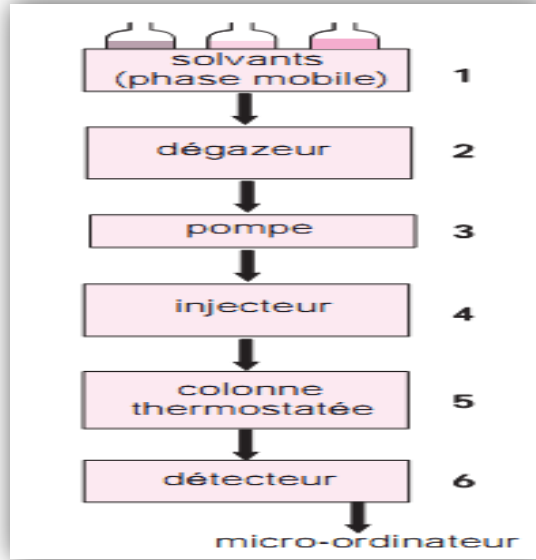 solvants
(phase mobile)
1
dégazeur
2
pompe
3
injecteur
4
colonne
thermostatée
5
détecteur
6
micro-ordinateur